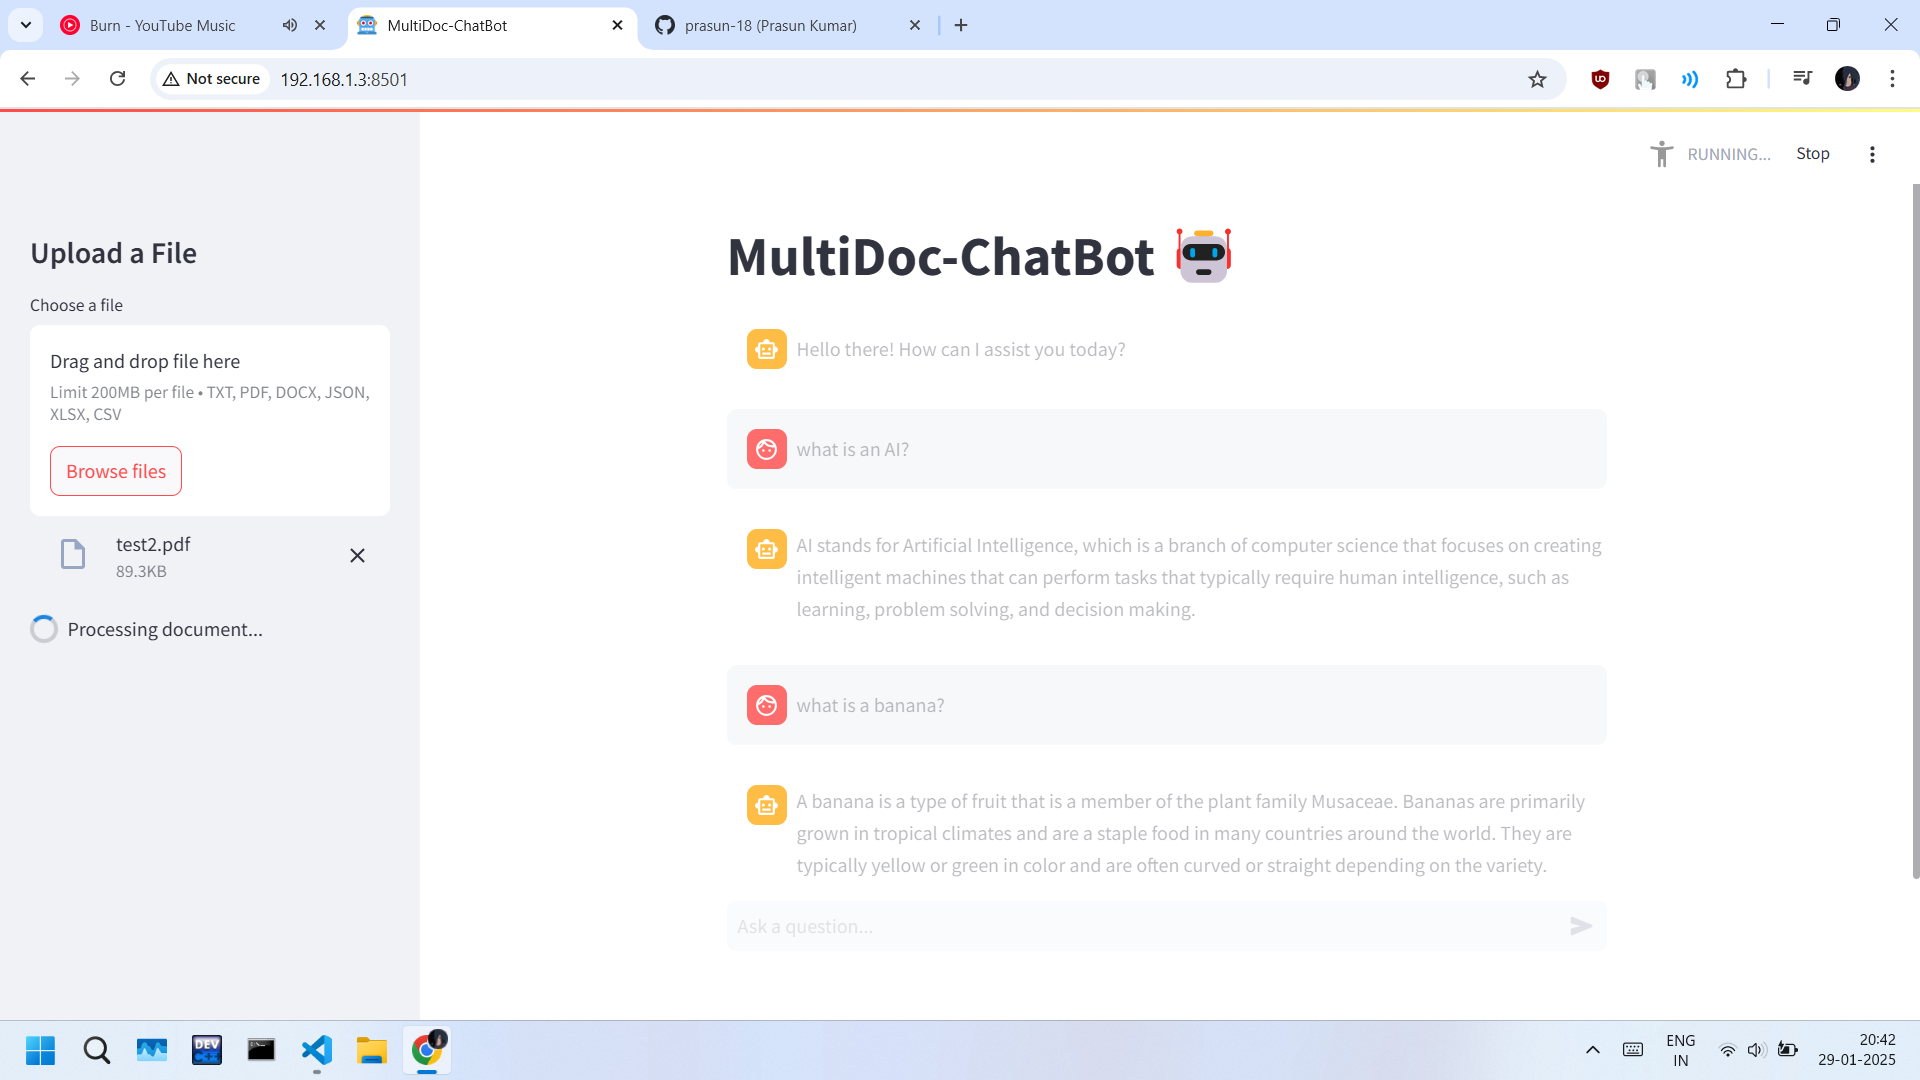 Burn - YouTube Music
MultiDoc-ChatBot
prasun-18 (Prasun Kumar)
Not secure
192.168.1.3:8501
RUNNING...
Stop
Upload a File
Choose a file
Drag and drop file here
Limit 200MB per file • TXT, PDF, DOCX, JSON,
XLSX, CSV
Browse files
test2.pdf
89.3KB
Processing document...
MultiDoc-ChatBot
Hello there! How can I assist you today?
what is an AI?
AI stands for Artificial Intelligence, which is a branch of computer science that focuses on creating
intelligent machines that can perform tasks that typically require human intelligence, such as
learning, problem solving, and decision making.
what is a banana?
A banana is a type of fruit that is a member of the plant family Musaceae. Bananas are primarily
grown in tropical climates and are a staple food in many countries around the world. They are
typically yellow or green in color and are often curved or straight depending on the variety.
Ask a question...
DEV
C++
ENG
IN
20:42
29-01-2025